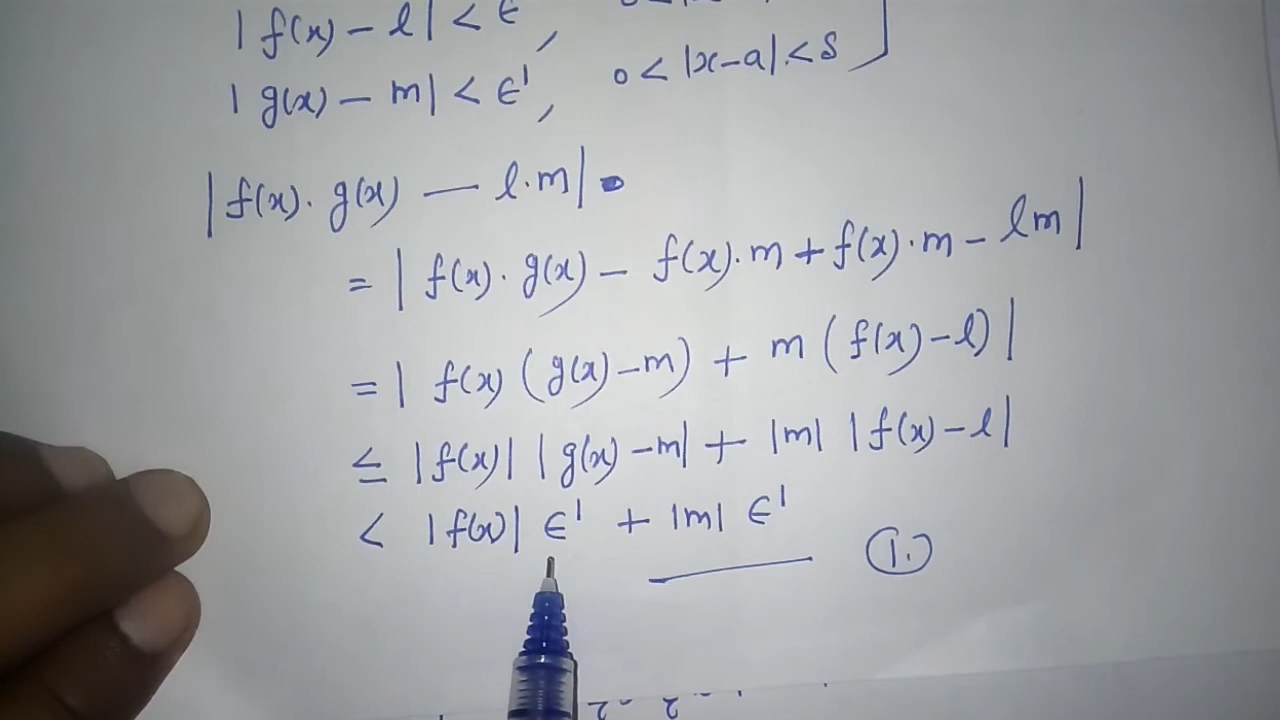 |f(x) – l| < ε,
|g(x) – m| < ε', 0 < |x–a| < δ
|f(x). g(x) — l.m|
= | f(x). g(x) – f(x).m + f(x).m – lm |
= | f(x) (g(x) – m) + m (f(x) – l) |
≤ |f(x)| |g(x) – m| + |m| |f(x) – l|
< |f(x)| ε' + |m| ε' — (1.)